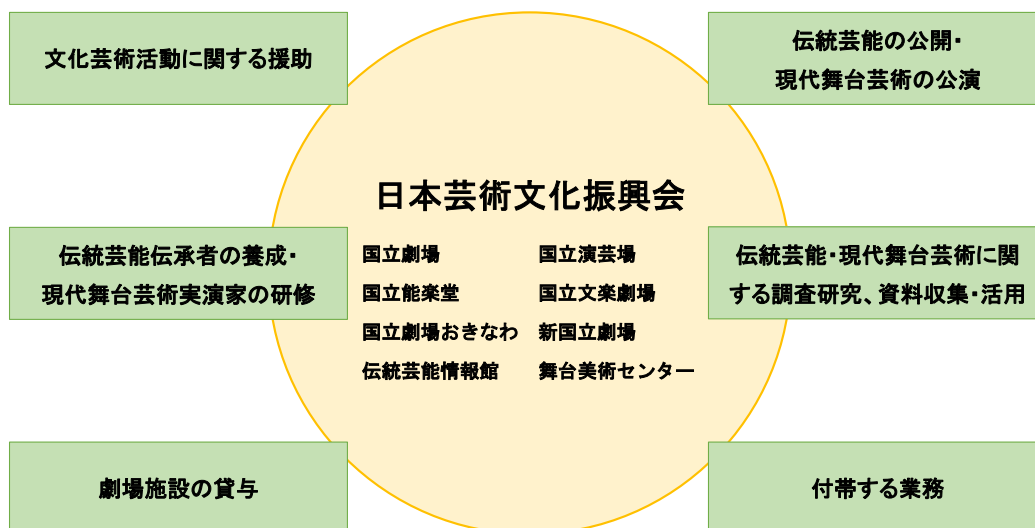 文化芸術活動に関する援助
伝統芸能の公開・
現代舞台芸術の公演
日本芸術文化振興会
国立劇場 国立演芸場
国立能楽堂 国立文楽劇場
国立劇場おきなわ 新国立劇場
伝統芸能情報館 舞台美術センター
伝統芸能伝承者の養成・
現代舞台芸術実演家の研修
伝統芸能・現代舞台芸術に関
する調査研究、資料収集・活用
劇場施設の貸与
付帯する業務